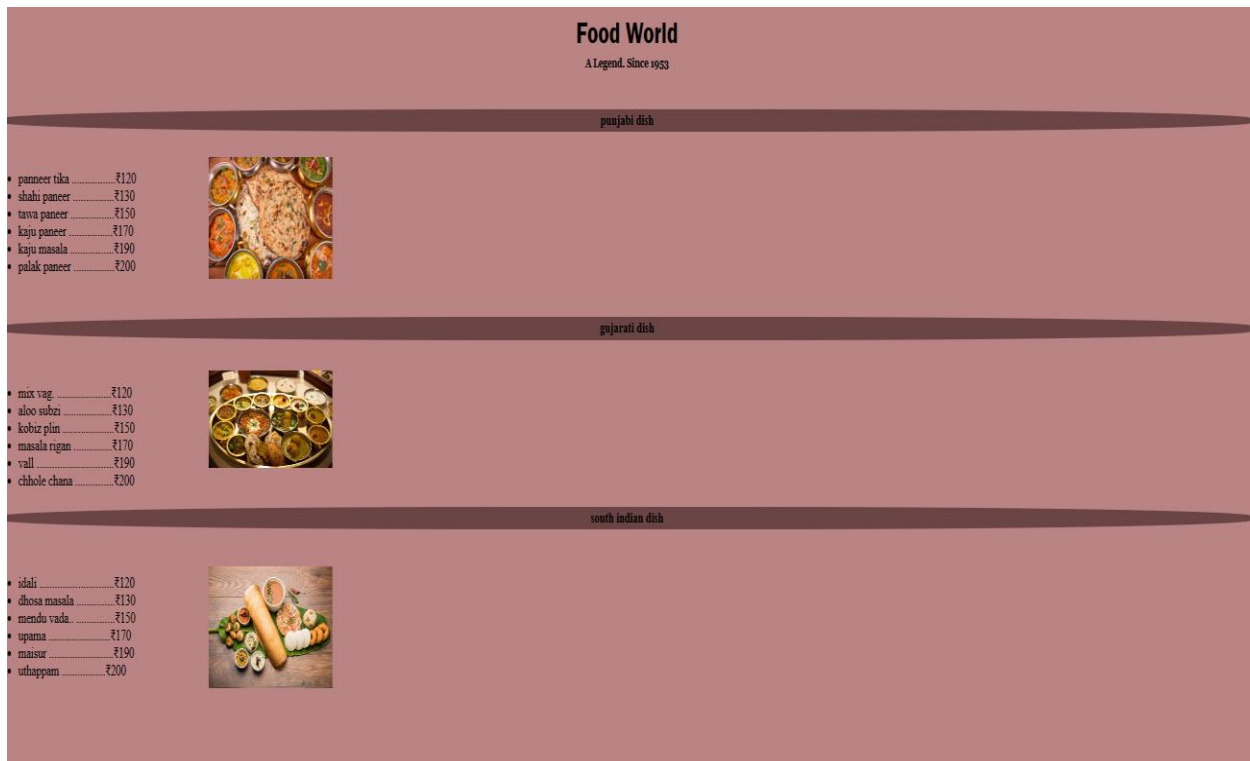 Food World
A Legend. Since 1953
punjabi dish
panneer tika .................₹120
shahi paneer ................₹130
tawa paneer .................₹150
kaju paneer .................₹170
kaju masala .................₹190
palak paneer ................₹200
gujarati dish
mix vag. .....................₹120
aloo subzi ...................₹130
kobiz plin ....................₹150
masala rigan ...............₹170
vall ..............................₹190
chhole chana ...............₹200
south indian dish
idali .............................₹120
dhosa masala ...............₹130
mendu vada.. ...............₹150
upama ........................₹170
maisur .........................₹190
uthappam .................₹200